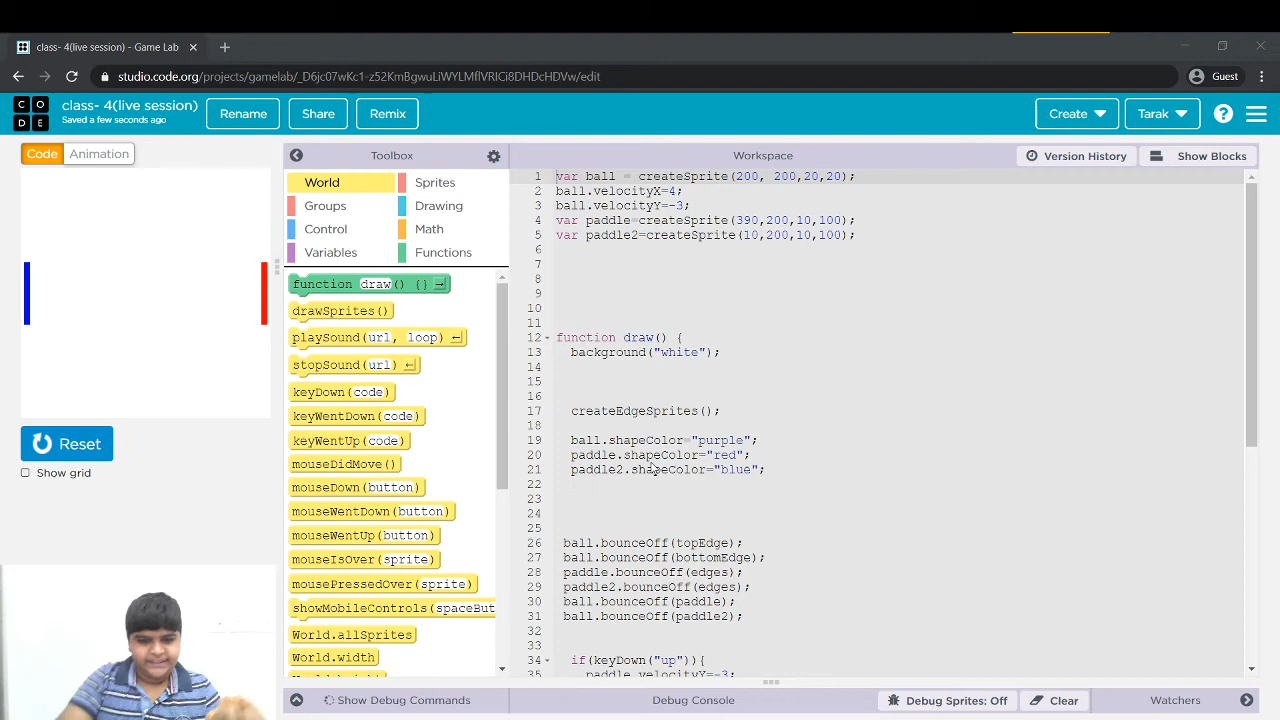 class- 4(live session) - Game Lab
studio.code.org/projects/gamelab/_D6jc07wKc1-z52KmBgwuLiWYLMflVRICi8DHDcHDVw/edit
Guest
C O D E
class- 4(live session)
Saved a few seconds ago
Rename
Share
Remix
Create
Tarak
?
Code
Animation
Toolbox
Workspace
Version History
Show Blocks
World
Sprites
Groups
Drawing
Control
Math
Variables
Functions
function draw() {}
drawSprites()
playSound(url, loop)
stopSound(url)
keyDown(code)
keyWentDown(code)
keyWentUp(code)
mouseDidMove()
mouseDown(button)
mouseWentDown(button)
mouseWentUp(button)
mouseIsOver(sprite)
mousePressedOver(sprite)
showMobileControls(spaceBut
World.allSprites
World.width
1 var ball = createSprite(200, 200,20,20);
2 ball.velocityX=4;
3 ball.velocityY=-3;
4 var paddle=createSprite(390,200,10,100);
5 var paddle2=createSprite(10,200,10,100);
6
7
8
9
10
11
12 function draw() {
13 background("white");
14
15
16
17 createEdgeSprites();
18
19 ball.shapeColor="purple";
20 paddle.shapeColor="red";
21 paddle2.shapeColor="blue";
22
23
24
25
26 ball.bounceOff(topEdge);
27 ball.bounceOff(bottomEdge);
28 paddle.bounceOff(edges);
29 paddle2.bounceOff(edges);
30 ball.bounceOff(paddle);
31 ball.bounceOff(paddle2);
32
33
34 if(keyDown("up")){
paddle.velocityY=-3;
Reset
Show grid
Show Debug Commands
Debug Console
Debug Sprites: Off
Clear
Watchers